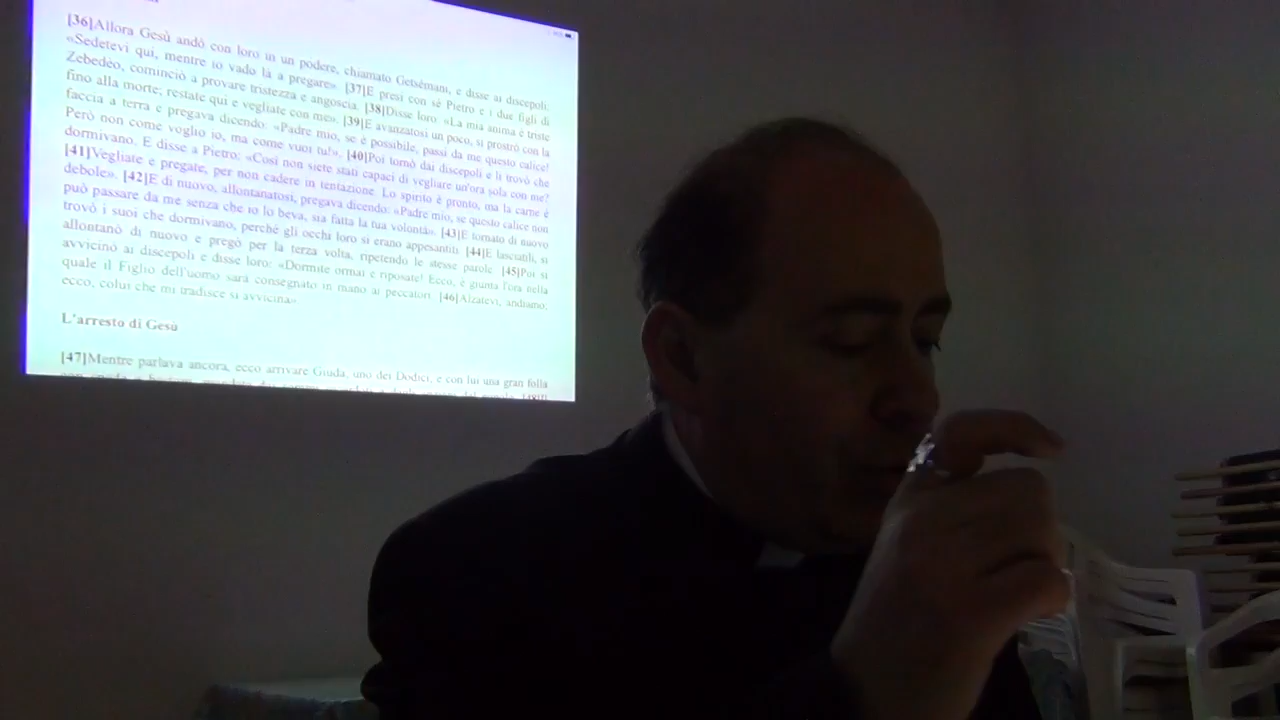 [36]Allora Gesù andò con loro in un podere, chiamato Getsèmani, e disse ai discepoli:
«Sedetevi qui, mentre io vado là a pregare». [37]E presi con sé Pietro e i due figli di
Zebedèo, cominciò a provare tristezza e angoscia. [38]Disse loro: «La mia anima è triste
fino alla morte; restate qui e vegliate con me». [39]E avanzatosi un poco, si prostrò con la
faccia a terra e pregava dicendo: «Padre mio, se è possibile, passi da me questo calice!
Però non come voglio io, ma come vuoi tu!». [40]Poi tornò dai discepoli e li trovò che
dormivano. E disse a Pietro: «Così non siete stati capaci di vegliare un'ora sola con me?
[41]Vegliate e pregate, per non cadere in tentazione. Lo spirito è pronto, ma la carne è
debole». [42]E di nuovo, allontanatosi, pregava dicendo: «Padre mio, se questo calice non
può passare da me senza che io lo beva, sia fatta la tua volontà». [43]E tornato di nuovo
trovò i suoi che dormivano, perché gli occhi loro si erano appesantiti. [44]E lasciatili, si
allontanò di nuovo e pregò per la terza volta, ripetendo le stesse parole. [45]Poi si
avvicinò ai discepoli e disse loro: «Dormite ormai e riposate! Ecco, è giunta l'ora nella
quale il Figlio dell'uomo sarà consegnato in mano ai peccatori. [46]Alzatevi, andiamo;
ecco, colui che mi tradisce si avvicina».
L'arresto di Gesù
[47]Mentre parlava ancora, ecco arrivare Giuda, uno dei Dodici, e con lui una gran folla